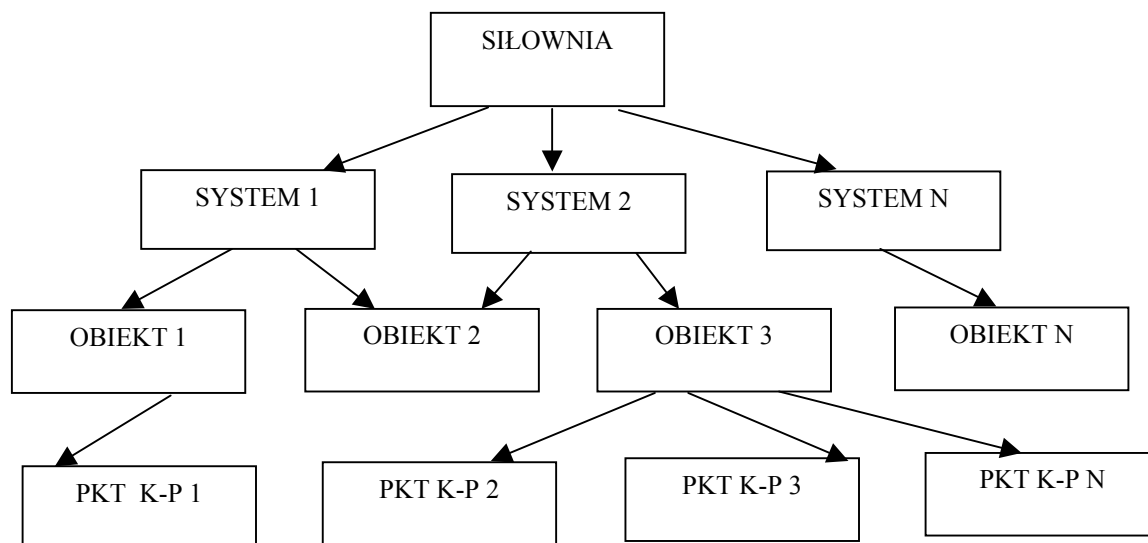 SIŁOWNIA
SYSTEM 1
SYSTEM 2
SYSTEM N
OBIEKT 1
OBIEKT 2
OBIEKT 3
OBIEKT N
PKT K-P 1
PKT K-P 2
PKT K-P 3
PKT K-P N